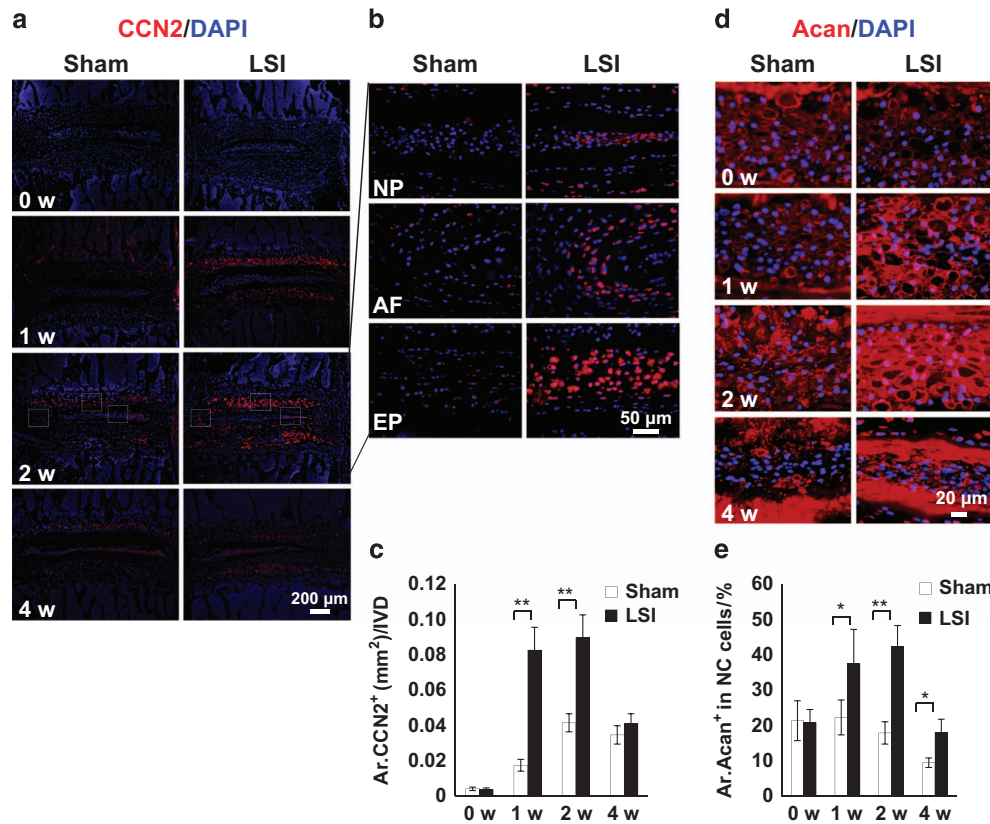 a
CCN2/DAPI
Sham LSI
0 w
1 w
2 w
4 w
200 µm
b
Sham LSI
NP
AF
EP
50 µm
c
Ar.CCN2+ (mm2)/IVD
0.12
0.10
0.08
0.06
0.04
0.02
0
** **
Sham
LSI
0 w 1 w 2 w 4 w
d
Acan/DAPI
Sham LSI
0 w
1 w
2 w
4 w
20 µm
e
Ar.Acan+ in NC cells/%
60
50
40
30
20
10
0
* ** *
Sham
LSI
0 w 1 w 2 w 4 w